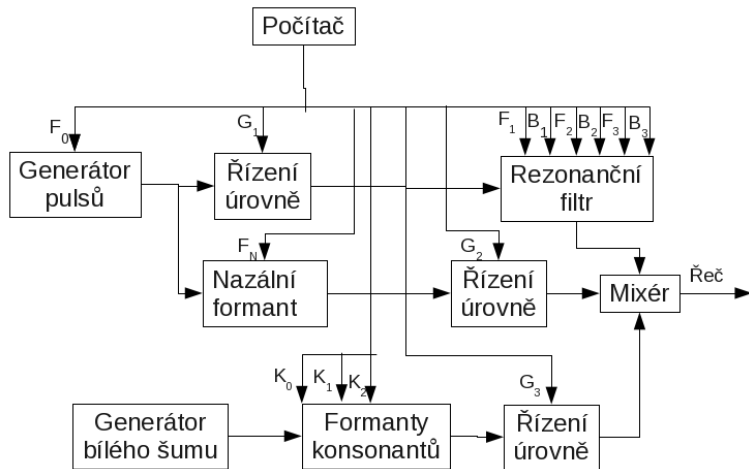 Počítač
F0
G1
F1
B1
F2
B2
F3
B3
Generátor
pulsů
Řízení
úrovně
Rezonanční
filtr
FN
G2
Nazální
formant
Řízení
úrovně
Mixér
Řeč
K0
K1
K2
G3
Generátor
bílého šumu
Formanty
konsonantů
Řízení
úrovně